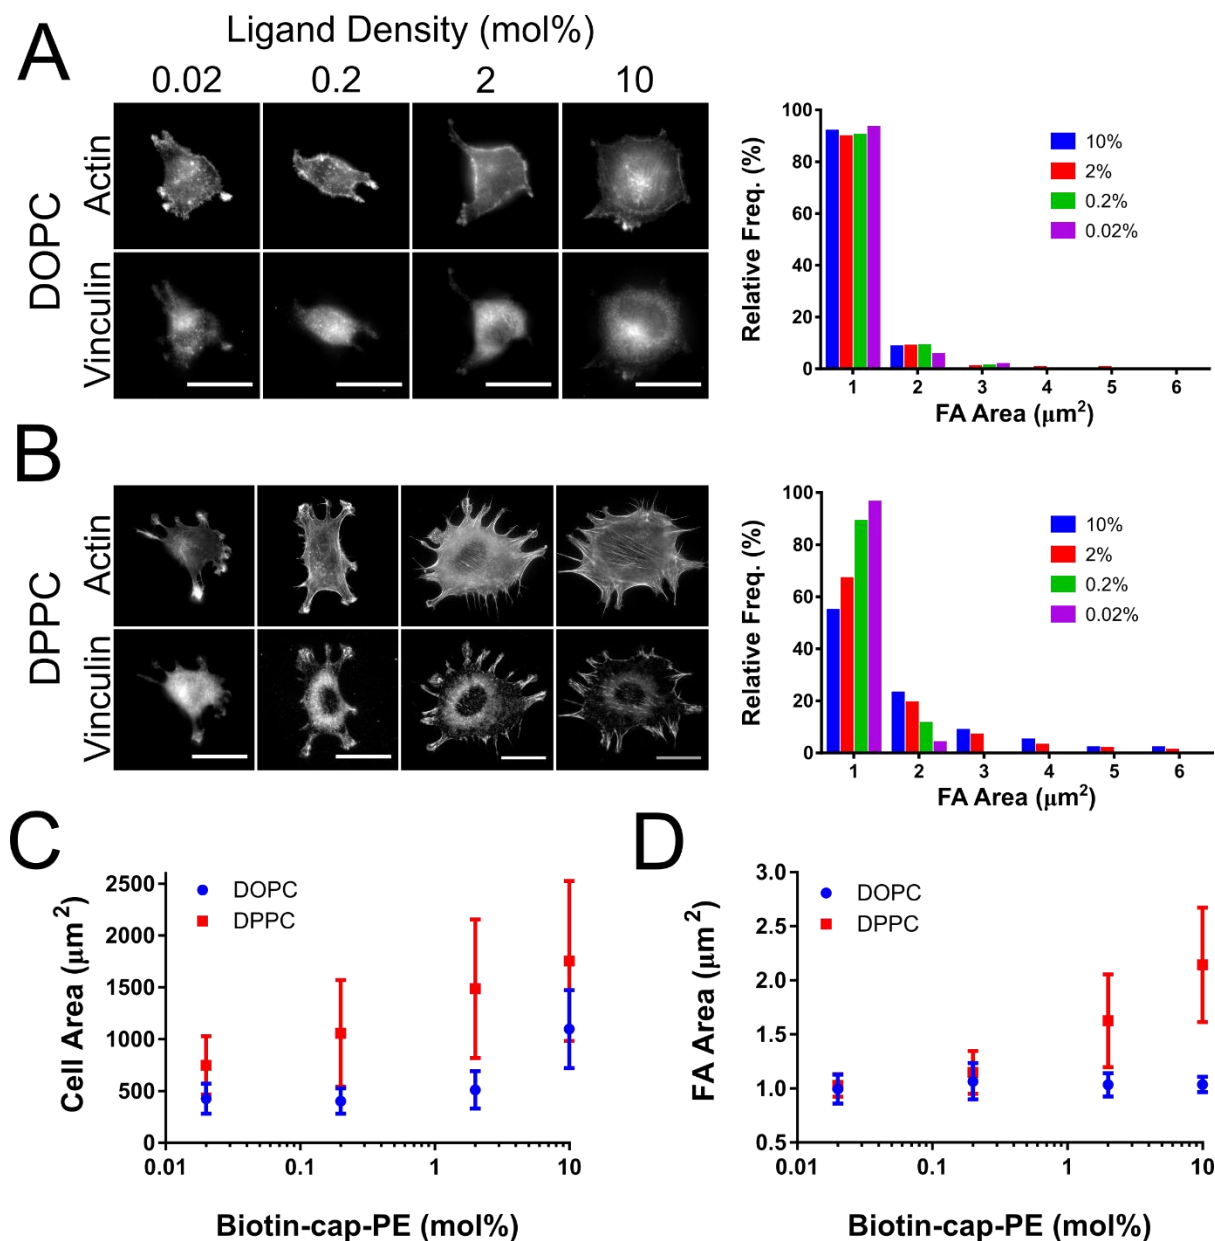 A
Ligand Density (mol%)
0.02 0.2 2 10
DOPC
Actin
Vinculin
Relative Freq. (%)
100
80
60
40
20
0
10%
2%
0.2%
0.02%
1 2 3 4 5 6
FA Area (μm²)
B
DPPC
Actin
Vinculin
Relative Freq. (%)
100
80
60
40
20
0
10%
2%
0.2%
0.02%
1 2 3 4 5 6
FA Area (μm²)
C
Cell Area (μm²)
2500
2000
1500
1000
500
0
DOPC
DPPC
0.01 0.1 1 10
Biotin-cap-PE (mol%)
D
FA Area (μm²)
3.0
2.5
2.0
1.5
1.0
0.5
DOPC
DPPC
0.01 0.1 1 10
Biotin-cap-PE (mol%)